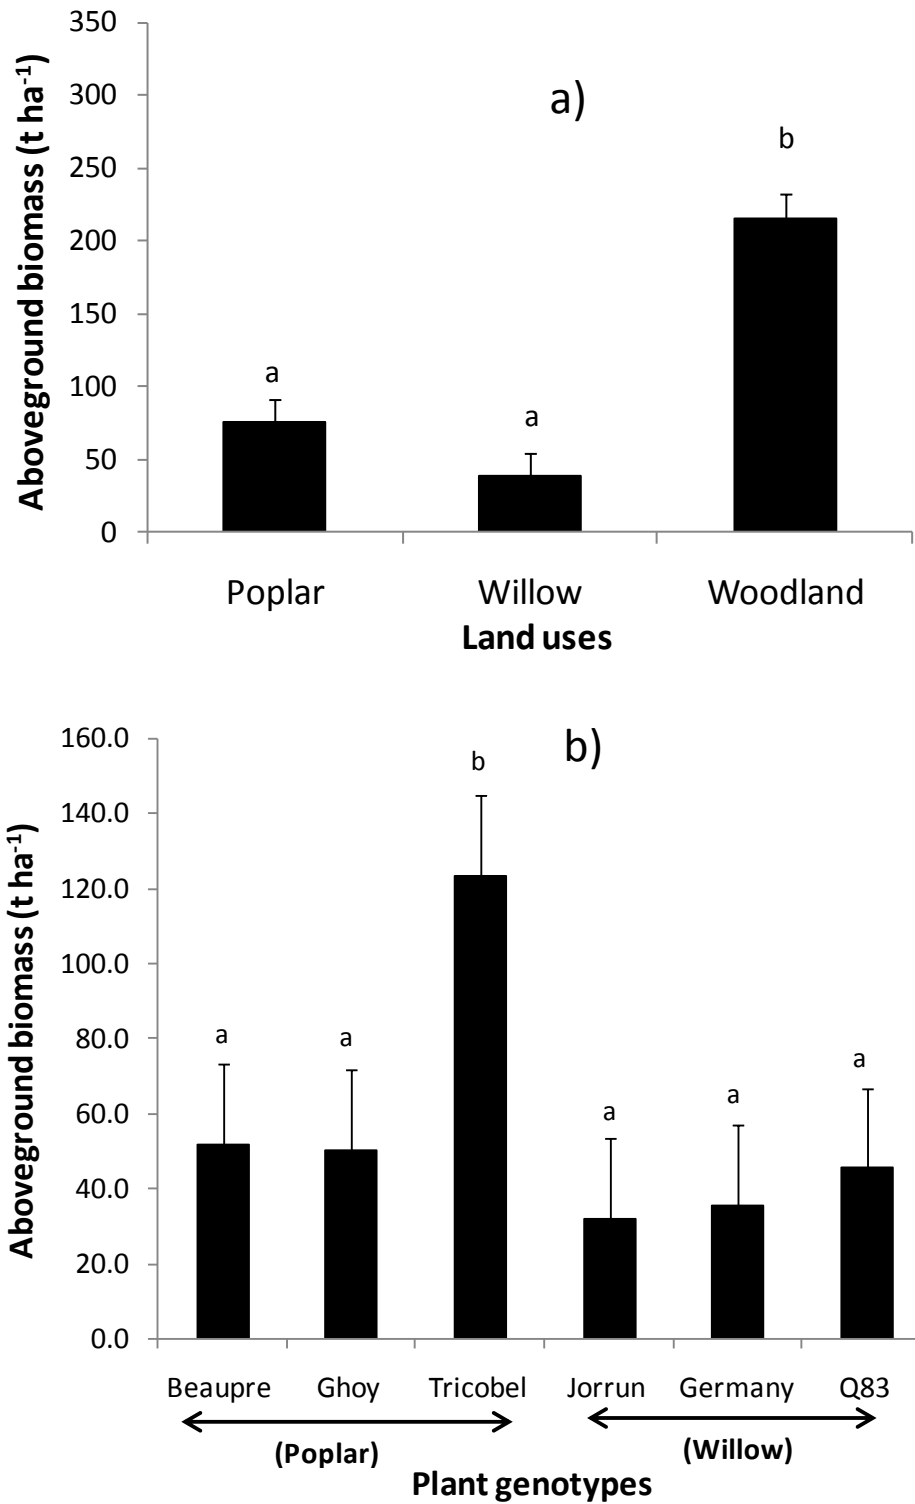 350
300
250
200
150
100
50
0
Aboveground biomass (t ha⁻¹)
a)
a
a
b
Poplar Willow Woodland
Land uses
160.0
140.0
120.0
100.0
80.0
60.0
40.0
20.0
0.0
Aboveground biomass (t ha⁻¹)
b)
a
a
b
a
a
a
Beaupre Ghoy Tricobel Jorrun Germany Q83
(Poplar) (Willow)
Plant genotypes